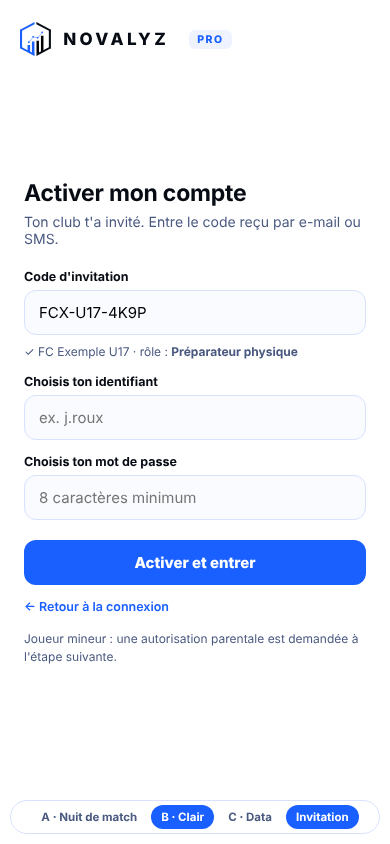 NOVALYZ PRO
Activer mon compte
Ton club t'a invité. Entre le code reçu par e-mail ou
SMS.
Code d'invitation
FCX-U17-4K9P
✓ FC Exemple U17 · rôle : Préparateur physique
Choisis ton identifiant
ex. j.roux
Choisis ton mot de passe
8 caractères minimum
Activer et entrer
← Retour à la connexion
Joueur mineur : une autorisation parentale est demandée à
l'étape suivante.
A · Nuit de match B · Clair C · Data Invitation